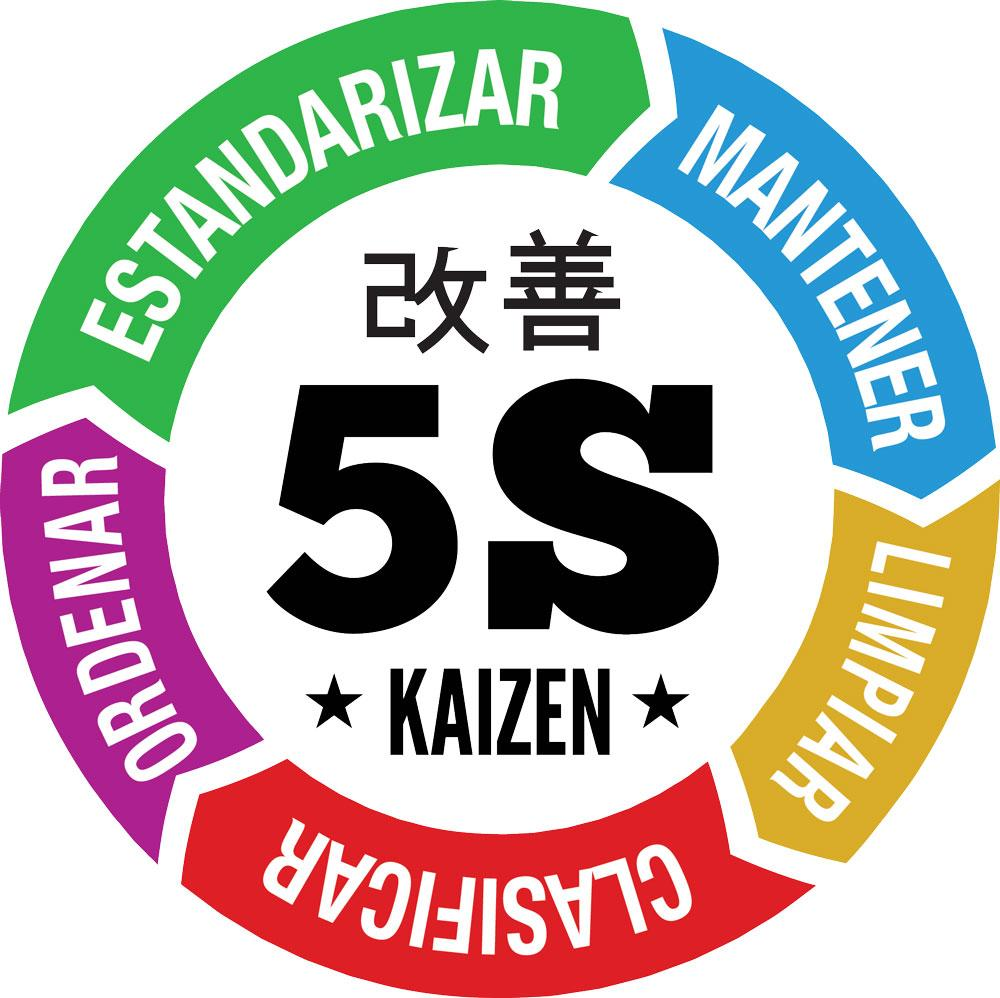 ESTANDARIZAR
MANTENER
LIMPIAR
CLASIFICAR
ORDENAR
改善
5S
★ KAIZEN ★